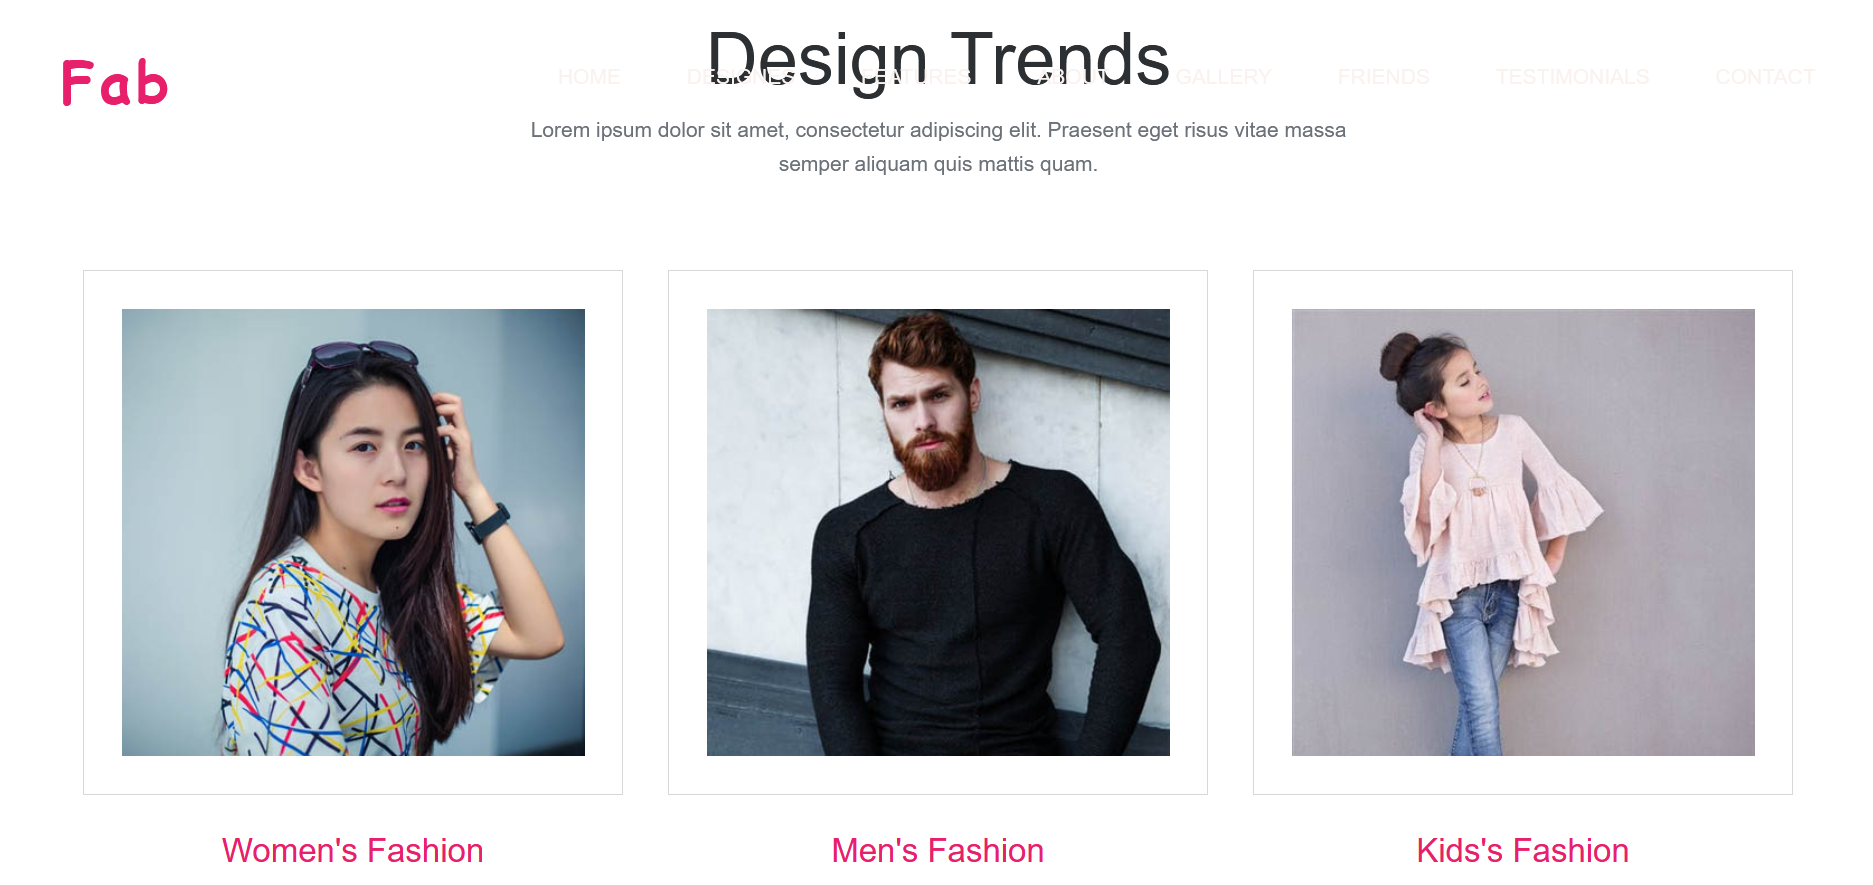 Fab
HOME DESIGNES FEATURES ABOUT GALLERY FRIENDS TESTIMONIALS CONTACT
Design Trends
Lorem ipsum dolor sit amet, consectetur adipiscing elit. Praesent eget risus vitae massa
semper aliquam quis mattis quam.
Women's Fashion
Men's Fashion
Kids's Fashion